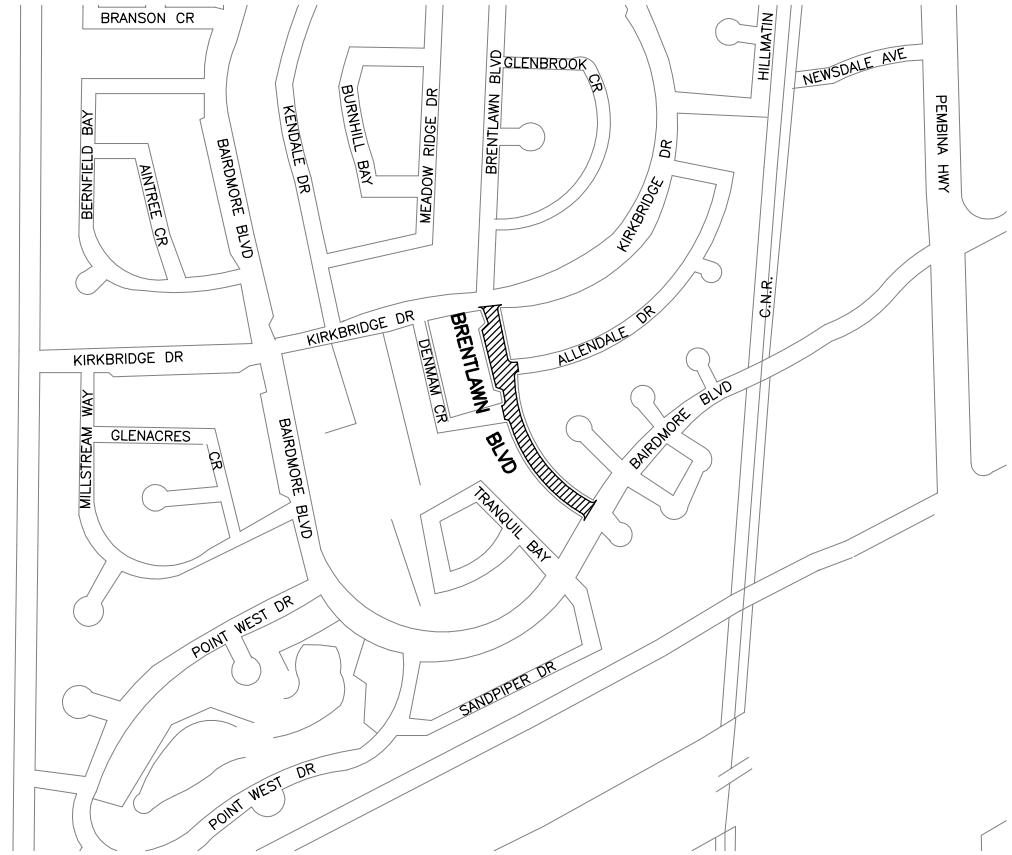 BRANSON CR
HILLMATIN
NEWSDALE AVE
GLENBROOK
CR
BRENTLAWN BLVD
KENDALE DR
BURNHILL BAY
MEADOW RIDGE DR
PEMBINA HWY
BERNFIELD BAY
AINTREE CR
BAIRDMORE BLVD
KIRKBRIDGE DR
C.N.R.
KIRKBRIDGE DR
ALLENDALE DR
BRENTLAWN BLVD
DENMAM CR
KIRKBRIDGE DR
MILLSTREAM WAY
GLENACRES
CR
BAIRDMORE BLVD
BAIRDMORE BLVD
TRANQUIL BAY
POINT WEST DR
SANDPIPER DR
POINT WEST DR